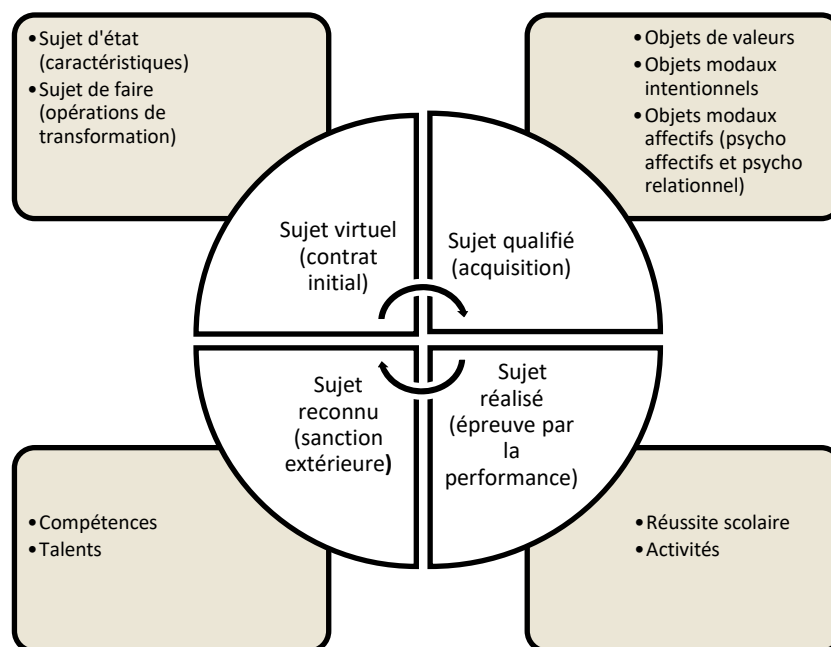 •Sujet d'état
(caractéristiques)
•Sujet de faire
(opérations de
transformation)
•Objets de valeurs
•Objets modaux
intentionnels
•Objets modaux
affectifs (psycho
affectifs et psycho
relationnel)
Sujet virtuel
(contrat
initial)
Sujet qualifié
(acquisition)
Sujet
reconnu
(sanction
extérieure)
Sujet
réalisé
(épreuve par
la
performance)
•Compétences
•Talents
•Réussite scolaire
•Activités